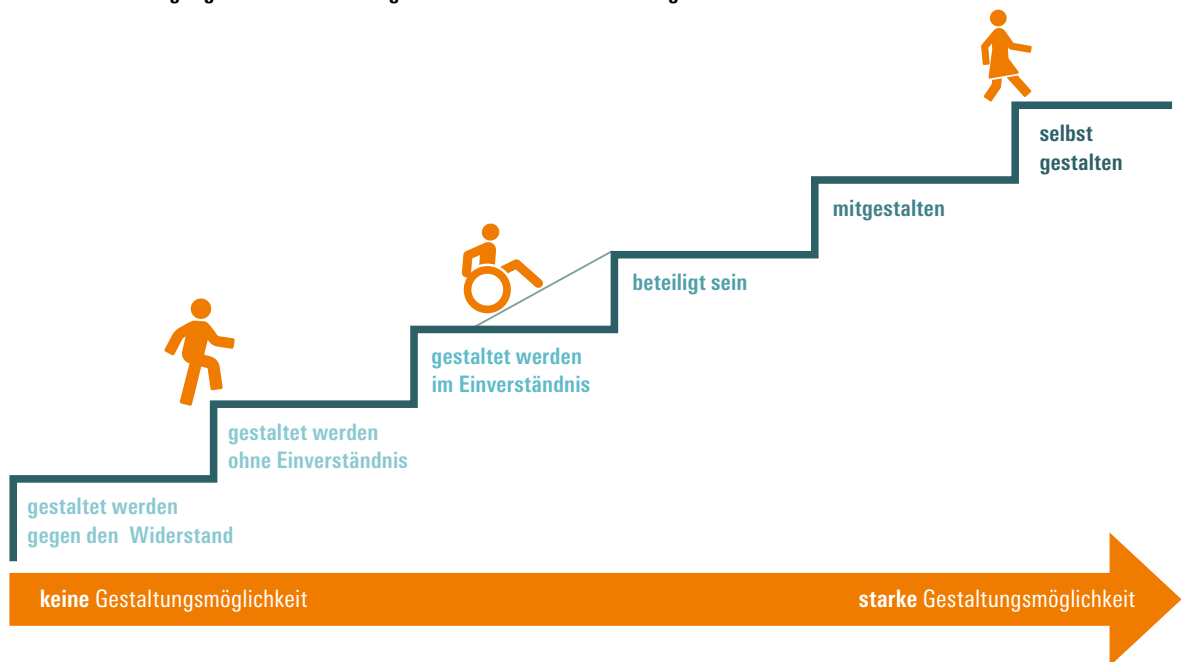 selbst
gestalten
mitgestalten
beteiligt sein
gestaltet werden
im Einverständnis
gestaltet werden
ohne Einverständnis
gestaltet werden
gegen den Widerstand
keine Gestaltungsmöglichkeit
starke Gestaltungsmöglichkeit